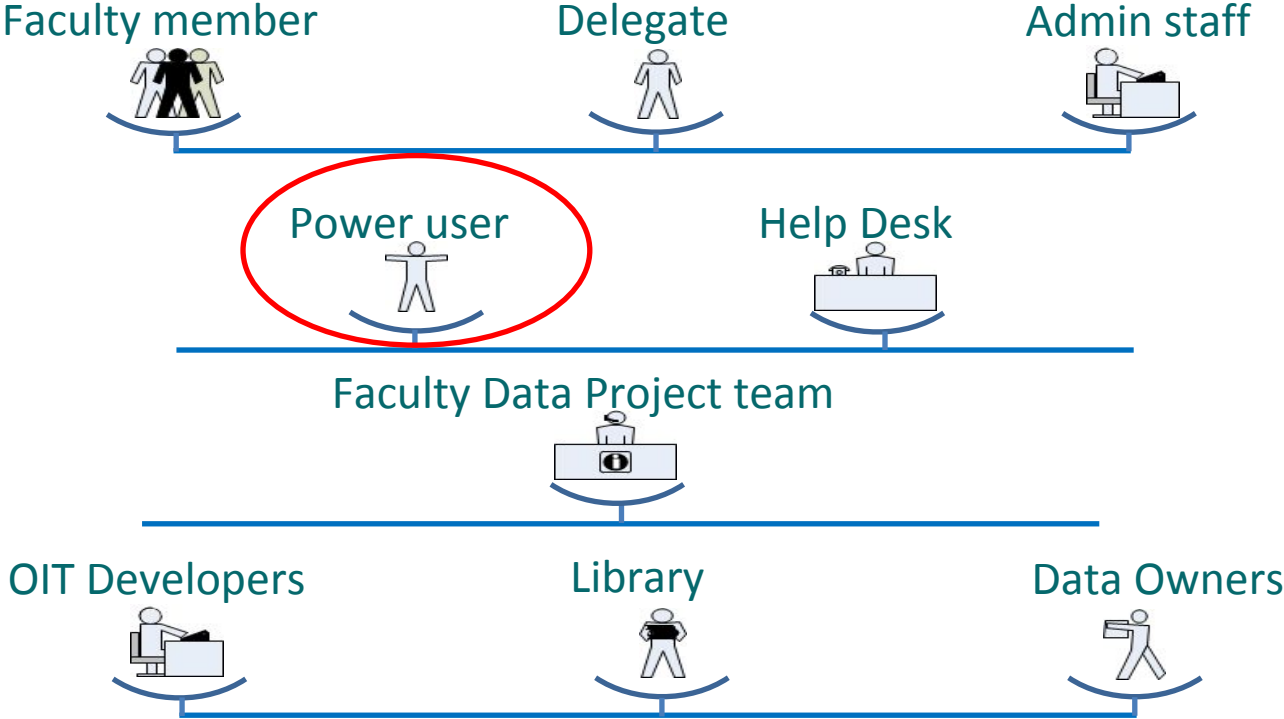 Faculty member
Delegate
Admin staff
Power user
Help Desk
Faculty Data Project team
i
OIT Developers
Library
Data Owners